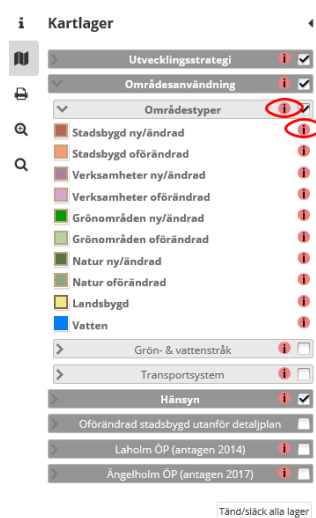 i Kartlager
Utvecklingsstrategi i
Områdesanvändning i
Områdestyper i
Stadsbygd ny/ändrad i
Stadsbygd oförändrad i
Verksamheter ny/ändrad i
Verksamheter oförändrad i
Grönområden ny/ändrad i
Grönområden oförändrad i
Natur ny/ändrad i
Natur oförändrad i
Landsbygd i
Vatten i
Grön- & vattenstråk i
Transportsystem i
Hänsyn i
Oförändrad stadsbygd utanför detaljplan
Laholm ÖP (antagen 2014) i
Ängelholm ÖP (antagen 2017) i
Tänd/släck alla lager